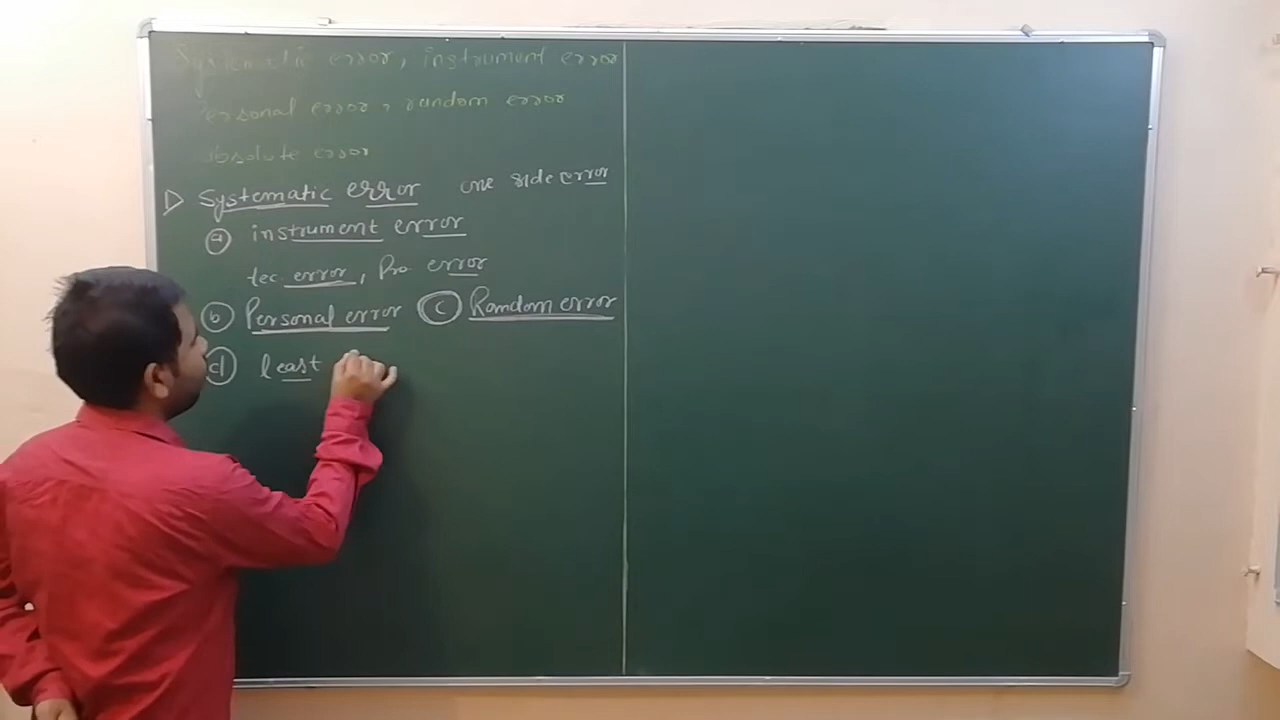 Systematic error, instrument error
ersonal error, random error
absolute error
Systematic error one side error
(a) instrument error
tec. error, Pro. error
(b) Personal error (c) Random error
(d) least